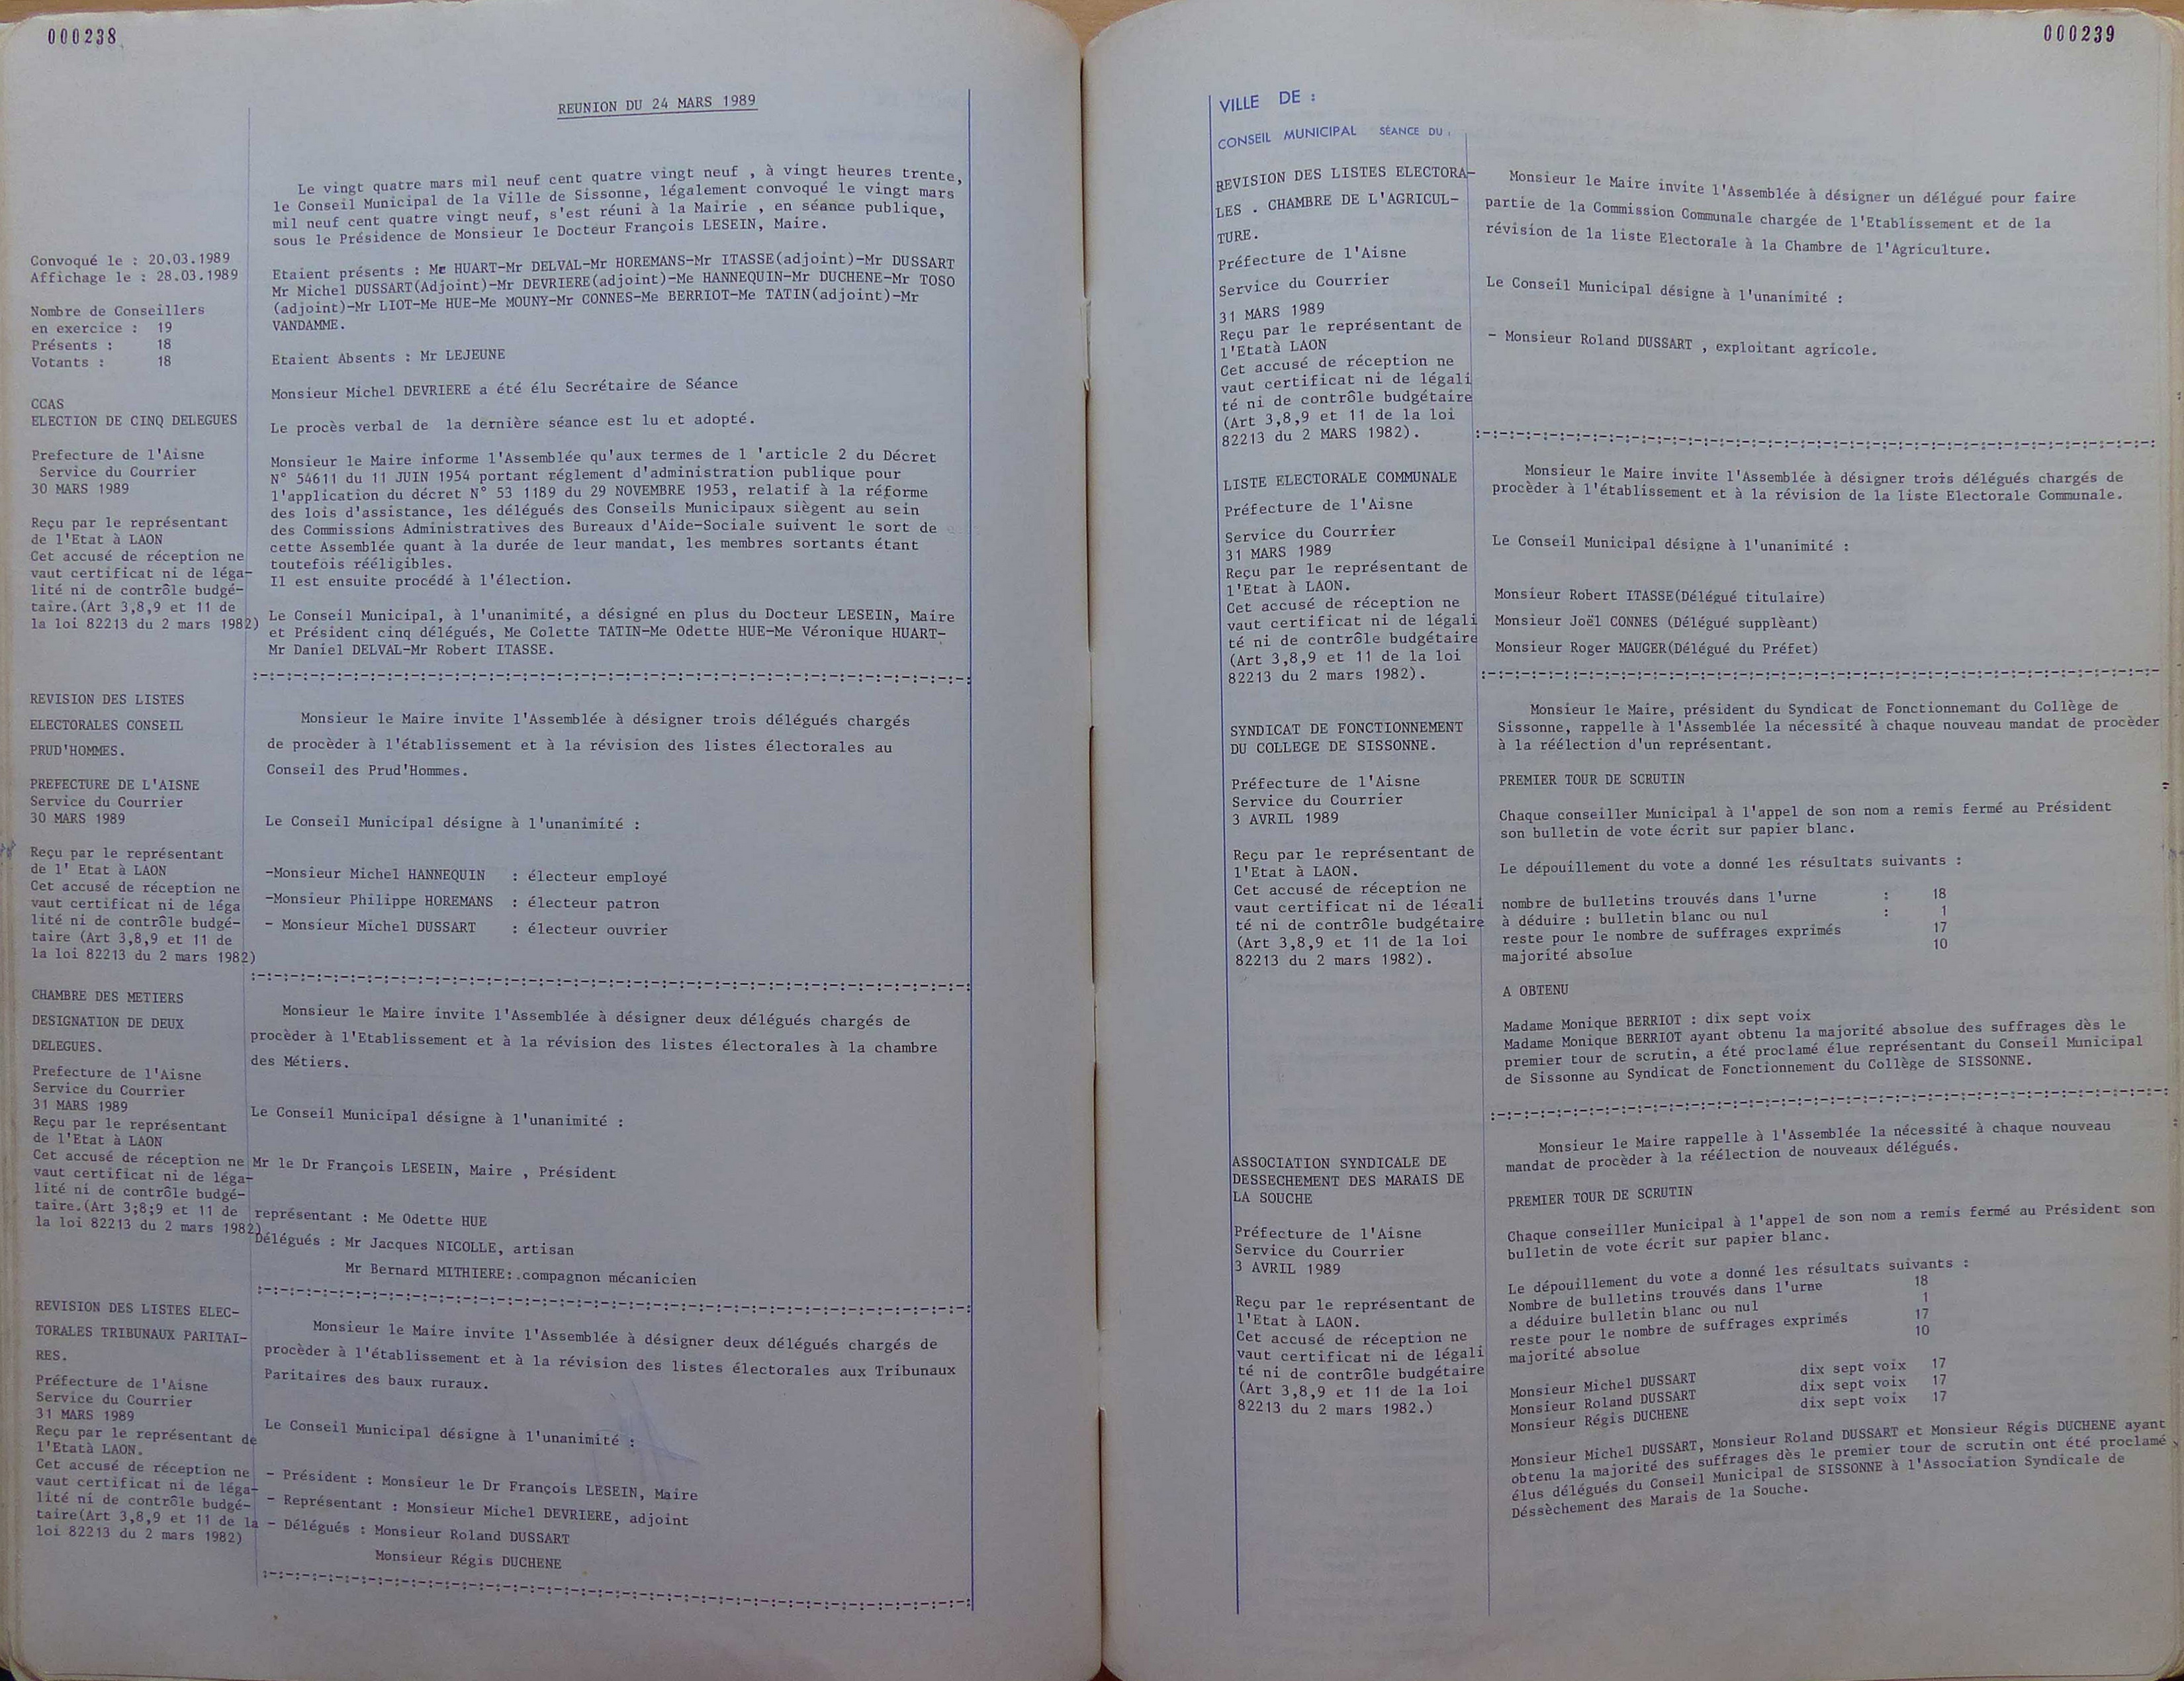 000238
REUNION DU 24 MARS 1989
Le vingt quatre mars mil neuf cent quatre vingt neuf , à vingt heures trente,
le Conseil Municipal de la Ville de Sissonne, légalement convoqué le vingt mars
mil neuf cent quatre vingt neuf, s'est réuni à la Mairie , en séance publique,
sous le Présidence de Monsieur le Docteur François LESEIN, Maire.
Convoqué le : 20.03.1989
Affichage le : 28.03.1989
Nombre de Conseillers
en exercice : 19
Présents : 18
Votants : 18
Etaient présents : Me HUART-Mr DELVAL-Mr HOREMANS-Mr ITASSE(adjoint)-Mr DUSSART
Mr Michel DUSSART(Adjoint)-Mr DEVRIERE(adjoint)-Me HANNEQUIN-Mr DUCHENE-Mr TOSO
(adjoint)-Mr LIOT-Me HUE-Me MOUNY-Mr CONNES-Me BERRIOT-Me TATIN(adjoint)-Mr
VANDAMME.
Etaient Absents : Mr LEJEUNE
Monsieur Michel DEVRIERE a été élu Secrétaire de Séance
Le procès verbal de la dernière séance est lu et adopté.
CCAS
ELECTION DE CINQ DELEGUES
Prefecture de l'Aisne
Service du Courrier
30 MARS 1989
Reçu par le représentant
de l'Etat à LAON
Cet accusé de réception ne
vaut certificat ni de léga-
lité ni de contrôle budgé-
taire.(Art 3,8,9 et 11 de
la loi 82213 du 2 mars 1982)
Monsieur le Maire informe l'Assemblée qu'aux termes de l 'article 2 du Décret
N° 54611 du 11 JUIN 1954 portant réglement d'administration publique pour
l'application du décret N° 53 1189 du 29 NOVEMBRE 1953, relatif à la réforme
des lois d'assistance, les délégués des Conseils Municipaux siègent au sein
des Commissions Administratives des Bureaux d'Aide-Sociale suivent le sort de
cette Assemblée quant à la durée de leur mandat, les membres sortants étant
toutefois rééligibles.
Il est ensuite procédé à l'élection.
Le Conseil Municipal, à l'unanimité, a désigné en plus du Docteur LESEIN, Maire
et Président cinq délégués, Me Colette TATIN-Me Odette HUE-Me Véronique HUART-
Mr Daniel DELVAL-Mr Robert ITASSE.
REVISION DES LISTES
ELECTORALES CONSEIL
PRUD'HOMMES.
PREFECTURE DE L'AISNE
Service du Courrier
30 MARS 1989
Reçu par le représentant
de l' Etat à LAON
Cet accusé de réception ne
vaut certificat ni de léga
lité ni de contrôle budgé-
taire (Art 3,8,9 et 11 de
la loi 82213 du 2 mars 1982)
Monsieur le Maire invite l'Assemblée à désigner trois délégués chargés
de procèder à l'établissement et à la révision des listes électorales au
Conseil des Prud'Hommes.
Le Conseil Municipal désigne à l'unanimité :
-Monsieur Michel HANNEQUIN : électeur employé
-Monsieur Philippe HOREMANS : électeur patron
- Monsieur Michel DUSSART : électeur ouvrier
CHAMBRE DES METIERS
DESIGNATION DE DEUX
DELEGUES.
Prefecture de l'Aisne
Service du Courrier
31 MARS 1989
Reçu par le représentant
de l'Etat à LAON
Cet accusé de réception ne
vaut certificat ni de léga-
lité ni de contrôle budgé-
taire.(Art 3;8;9 et 11 de
la loi 82213 du 2 mars 1982)
Monsieur le Maire invite l'Assemblée à désigner deux délégués chargés de
procèder à l'Etablissement et à la révision des listes électorales à la chambre
des Métiers.
Le Conseil Municipal désigne à l'unanimité :
Mr le Dr François LESEIN, Maire , Président
représentant : Me Odette HUE
Délégués : Mr Jacques NICOLLE, artisan
Mr Bernard MITHIERE:.compagnon mécanicien
REVISION DES LISTES ELEC-
TORALES TRIBUNAUX PARITAI-
RES.
Préfecture de l'Aisne
Service du Courrier
31 MARS 1989
Reçu par le représentant de
l'Etatà LAON.
Cet accusé de réception ne
vaut certificat ni de léga-
lité ni de contrôle budgé-
taire(Art 3,8,9 et 11 de la
loi 82213 du 2 mars 1982)
Monsieur le Maire invite l'Assemblée à désigner deux délégués chargés de
procèder à l'établissement et à la révision des listes électorales aux Tribunaux
Paritaires des baux ruraux.
Le Conseil Municipal désigne à l'unanimité :
- Président : Monsieur le Dr François LESEIN, Maire
- Représentant : Monsieur Michel DEVRIERE, adjoint
- Délégués : Monsieur Roland DUSSART
Monsieur Régis DUCHENE
000239
VILLE DE :
CONSEIL MUNICIPAL SÉANCE DU :
REVISION DES LISTES ELECTORA-
LES . CHAMBRE DE L'AGRICUL-
TURE.
Préfecture de l'Aisne
Service du Courrier
31 MARS 1989
Reçu par le représentant de
l'Etatà LAON
Cet accusé de réception ne
vaut certificat ni de légali
té ni de contrôle budgétaire
(Art 3,8,9 et 11 de la loi
82213 du 2 MARS 1982).
Monsieur le Maire invite l'Assemblée à désigner un délégué pour faire
partie de la Commission Communale chargée de l'Etablissement et de la
révision de la liste Electorale à la Chambre de l'Agriculture.
Le Conseil Municipal désigne à l'unanimité :
- Monsieur Roland DUSSART , exploitant agricole.
LISTE ELECTORALE COMMUNALE
Préfecture de l'Aisne
Service du Courrier
31 MARS 1989
Reçu par le représentant de
l'Etat à LAON.
Cet accusé de réception ne
vaut certificat ni de légali
té ni de contrôle budgétaire
(Art 3,8,9 et 11 de la loi
82213 du 2 mars 1982).
Monsieur le Maire invite l'Assemblée à désigner trois délégués chargés de
procèder à l'établissement et à la révision de la liste Electorale Communale.
Le Conseil Municipal désigne à l'unanimité :
Monsieur Robert ITASSE(Délégué titulaire)
Monsieur Joël CONNES (Délégué supplèant)
Monsieur Roger MAUGER(Délégué du Préfet)
SYNDICAT DE FONCTIONNEMENT
DU COLLEGE DE SISSONNE.
Préfecture de l'Aisne
Service du Courrier
3 AVRIL 1989
Reçu par le représentant de
l'Etat à LAON.
Cet accusé de réception ne
vaut certificat ni de légali
té ni de contrôle budgétaire
(Art 3,8,9 et 11 de la loi
82213 du 2 mars 1982).
Monsieur le Maire, président du Syndicat de Fonctionnemant du Collège de
Sissonne, rappelle à l'Assemblée la nécessité à chaque nouveau mandat de procèder
à la réélection d'un représentant.
PREMIER TOUR DE SCRUTIN
Chaque conseiller Municipal à l'appel de son nom a remis fermé au Président
son bulletin de vote écrit sur papier blanc.
Le dépouillement du vote a donné les résultats suivants :
nombre de bulletins trouvés dans l'urne : 18
à déduire : bulletin blanc ou nul : 1
reste pour le nombre de suffrages exprimés 17
majorité absolue 10
A OBTENU
Madame Monique BERRIOT : dix sept voix
Madame Monique BERRIOT ayant obtenu la majorité absolue des suffrages dès le
premier tour de scrutin, a été proclamé élue représentant du Conseil Municipal
de Sissonne au Syndicat de Fonctionnement du Collège de SISSONNE.
ASSOCIATION SYNDICALE DE
DESSECHEMENT DES MARAIS DE
LA SOUCHE
Préfecture de l'Aisne
Service du Courrier
3 AVRIL 1989
Reçu par le représentant de
l'Etat à LAON.
Cet accusé de réception ne
vaut certificat ni de légali
té ni de contrôle budgétaire
(Art 3,8,9 et 11 de la loi
82213 du 2 mars 1982.)
Monsieur le Maire rappelle à l'Assemblée la nécessité à chaque nouveau
mandat de procèder à la réélection de nouveaux délégués.
PREMIER TOUR DE SCRUTIN
Chaque conseiller Municipal à l'appel de son nom a remis fermé au Président son
bulletin de vote écrit sur papier blanc.
Le dépouillement du vote a donné les résultats suivants :
Nombre de bulletins trouvés dans l'urne 18
a déduire bulletin blanc ou nul 1
reste pour le nombre de suffrages exprimés 17
majorité absolue 10
Monsieur Michel DUSSART dix sept voix 17
Monsieur Roland DUSSART dix sept voix 17
Monsieur Régis DUCHENE dix sept voix 17
Monsieur Michel DUSSART, Monsieur Roland DUSSART et Monsieur Régis DUCHENE ayant
obtenu la majorité des suffrages dès le premier tour de scrutin ont été proclamé
élus délégués du Conseil Municipal de SISSONNE à l'Association Syndicale de
Déssèchement des Marais de la Souche.